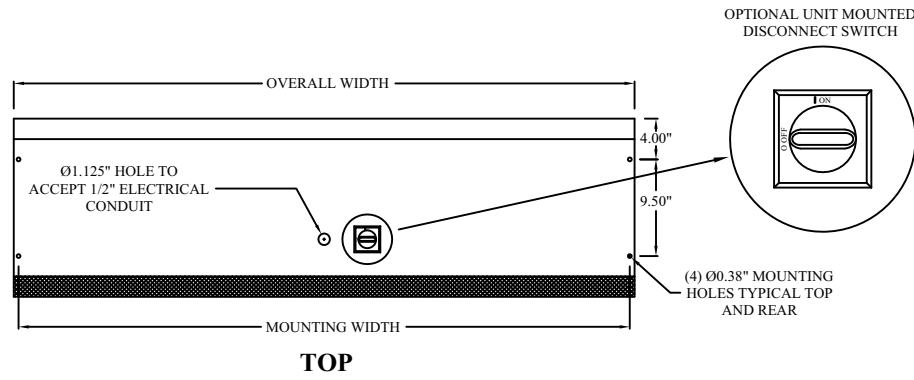 OPTIONAL UNIT MOUNTED
DISCONNECT SWITCH
OVERALL WIDTH
I ON
O OFF
4.00"
Ø1.125" HOLE TO
ACCEPT 1/2" ELECTRICAL
CONDUIT
9.50"
(4) Ø0.38" MOUNTING
HOLES TYPICAL TOP
AND REAR
MOUNTING WIDTH
TOP